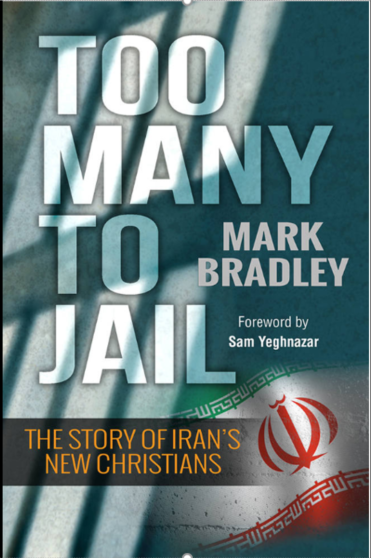 TOO
MANY
TO
JAIL
MARK
BRADLEY
Foreword by
Sam Yeghnazar
THE STORY OF IRAN'S
NEW CHRISTIANS